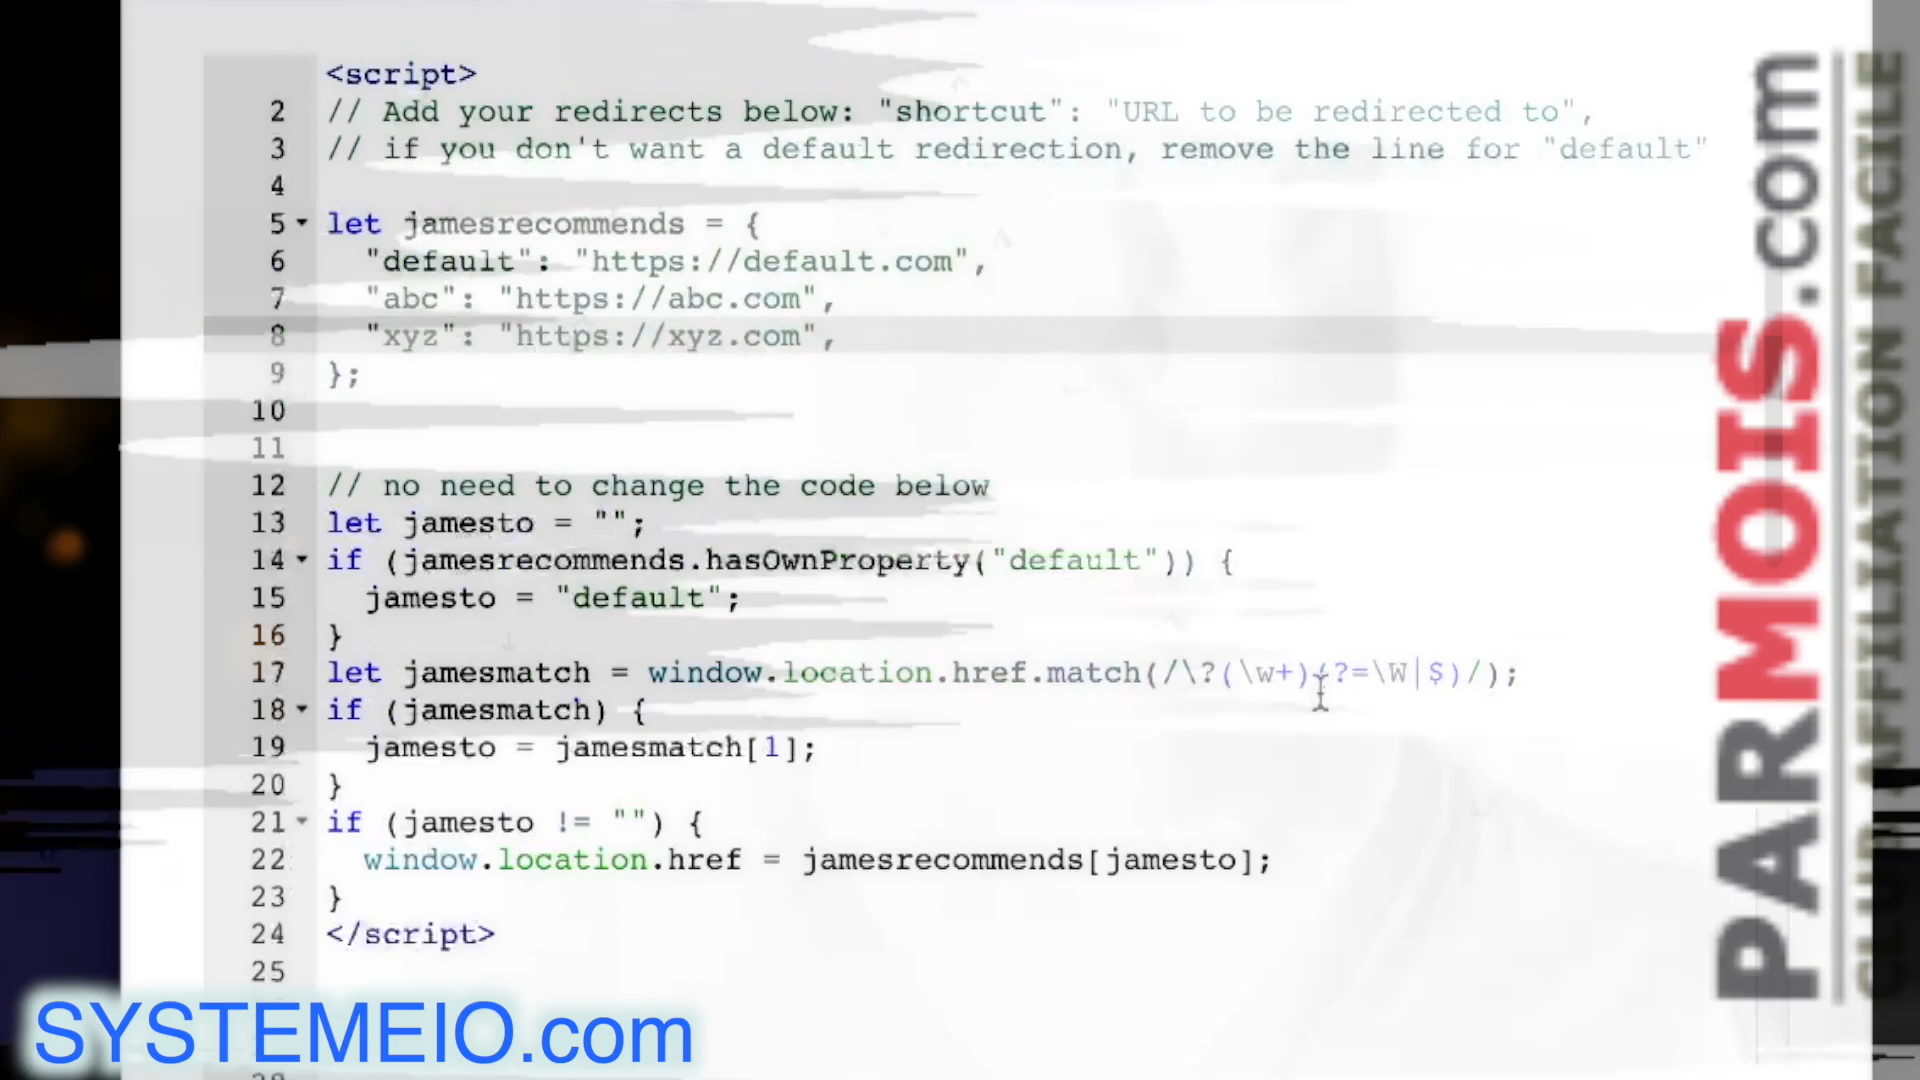 <script>
2 // Add your redirects below: "shortcut": "URL to be redirected to",
3 // if you don't want a default redirection, remove the line for "default"
4
5 let jamesrecommends = {
6 "default": "https://default.com",
7 "abc": "https://abc.com",
8 "xyz": "https://xyz.com",
9 };
10
11
12 // no need to change the code below
13 let jamesto = "";
14 if (jamesrecommends.hasOwnProperty("default")) {
15 jamesto = "default";
16 }
17 let jamesmatch = window.location.href.match(/\?(\w+)(?=\W|$)/);
18 if (jamesmatch) {
19 jamesto = jamesmatch[1];
20 }
21 if (jamesto != "") {
22 window.location.href = jamesrecommends[jamesto];
23 }
24 </script>
25
SYSTEMEIO.com
PARMOIS.com
CLUB AFFILIATION FACILE